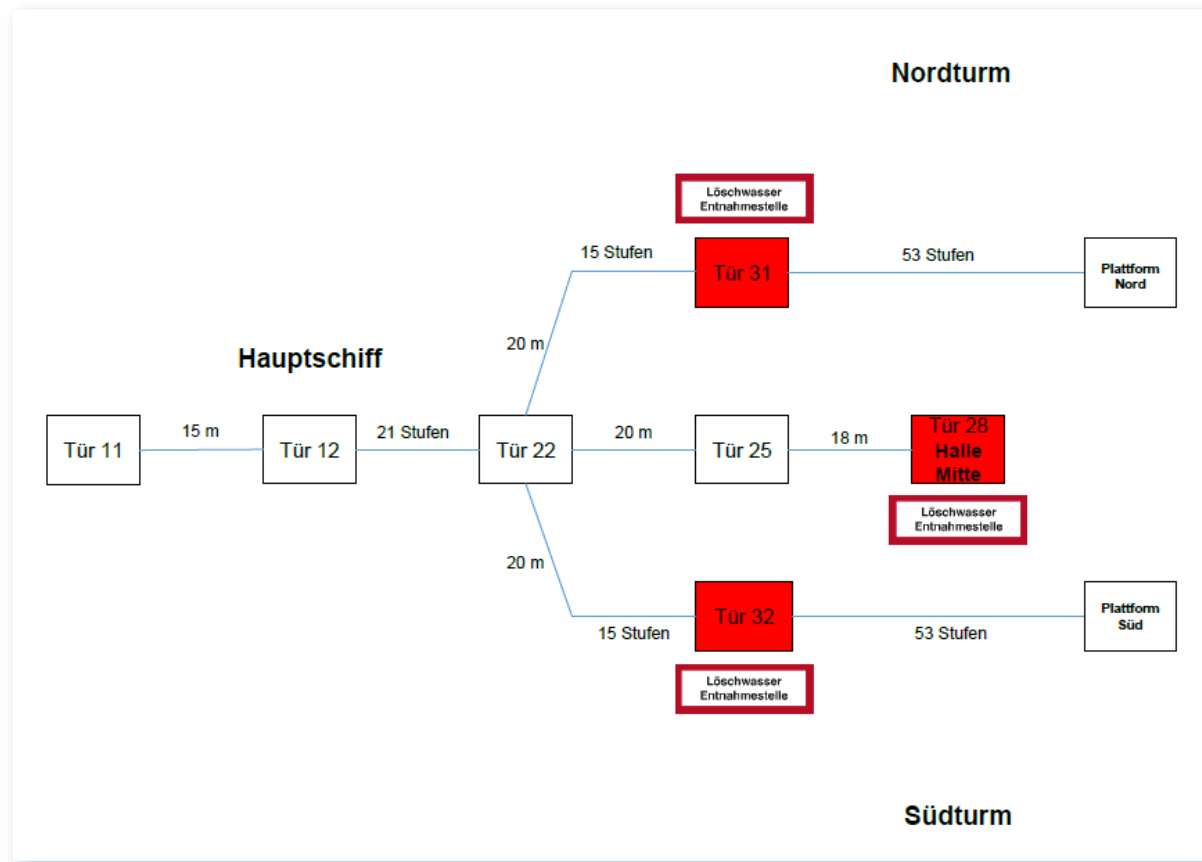 Nordturm
Löschwasser
Entnahmestelle
15 Stufen
Tür 31
53 Stufen
Plattform
Nord
20 m
Hauptschiff
Tür 11
15 m
Tür 12
21 Stufen
Tür 22
20 m
Tür 25
18 m
Tür 28
Halle
Mitte
Löschwasser
Entnahmestelle
20 m
15 Stufen
Tür 32
53 Stufen
Plattform
Süd
Löschwasser
Entnahmestelle
Südturm